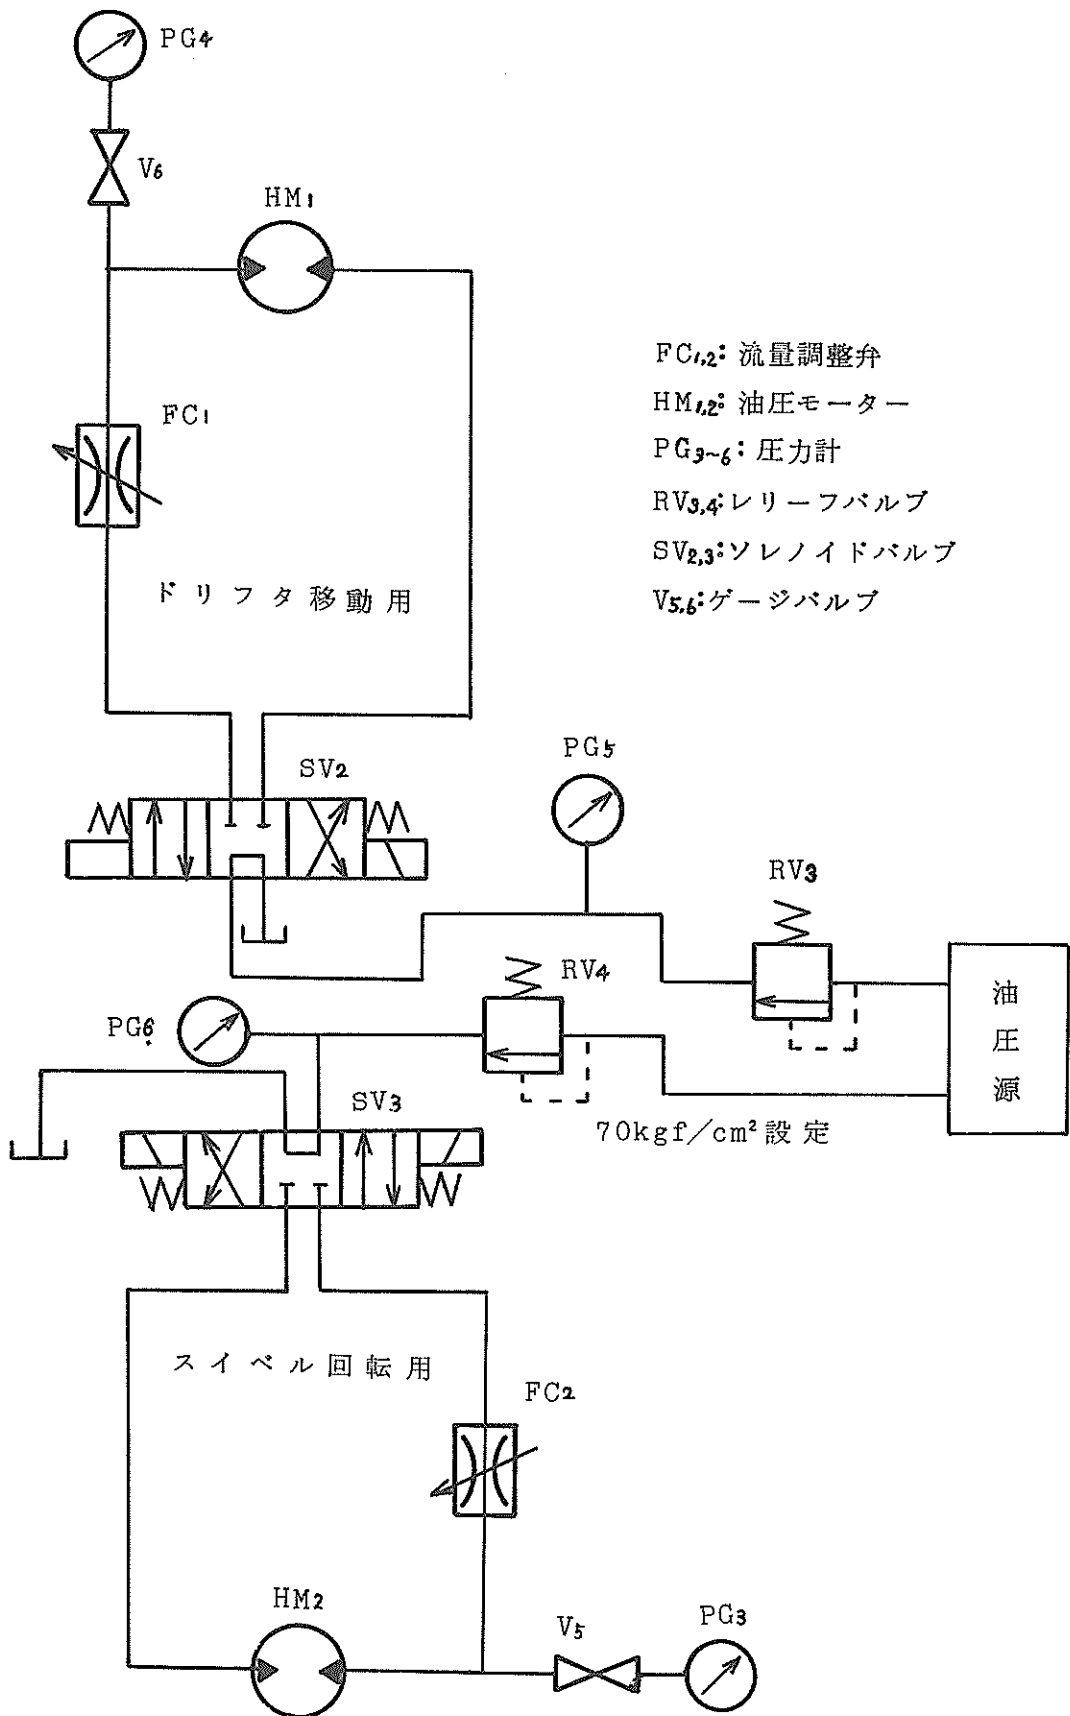 PG4
V6
HM1
FC1,2: 流量調整弁
HM1,2: 油圧モーター
FC1
PG3~6: 圧力計
RV3,4: レリーフバルブ
SV2,3: ソレノイドバルブ
ドリフタ移動用
V5,6: ゲージバルブ
PG5
SV2
RV3
RV4
油圧源
PG6
SV3
70kgf/cm²設定
スイベル回転用
FC2
HM2
V5
PG3